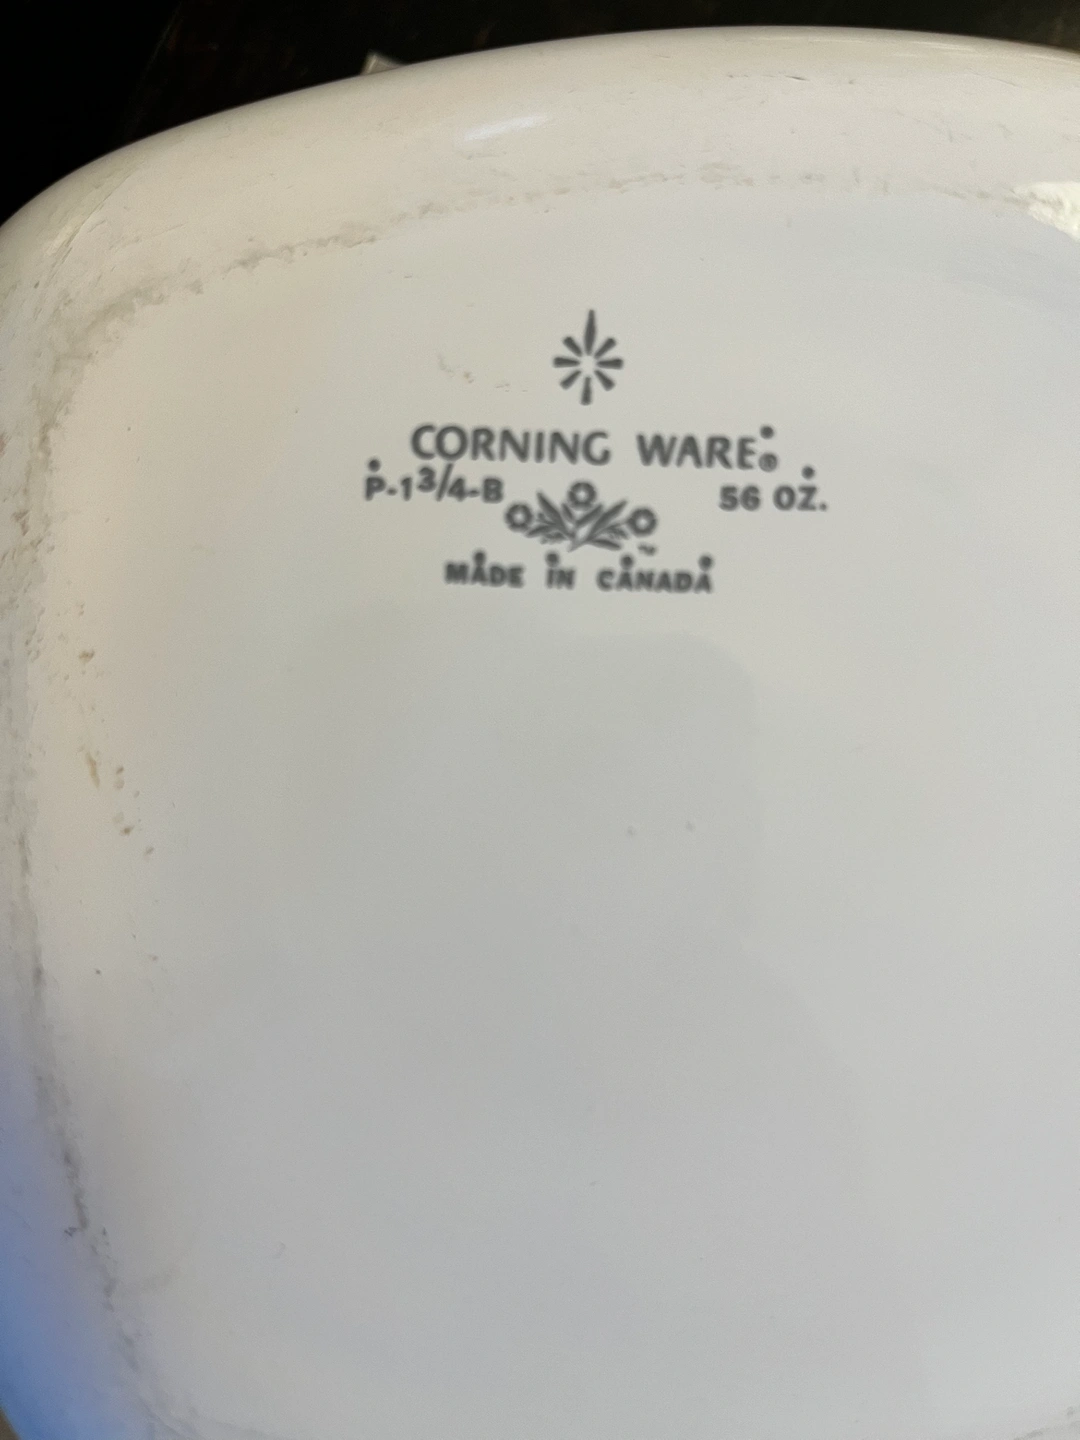 CORNING WARE®
P-1 3/4-B 56 OZ.
MADE IN CANADA